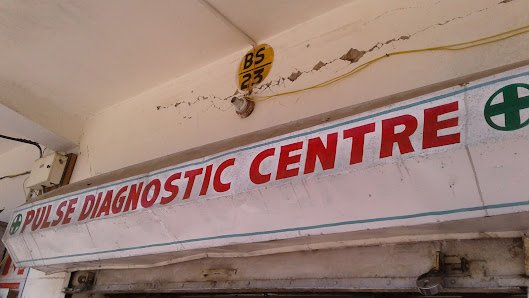 BS
23
PULSE DIAGNOSTIC CENTRE